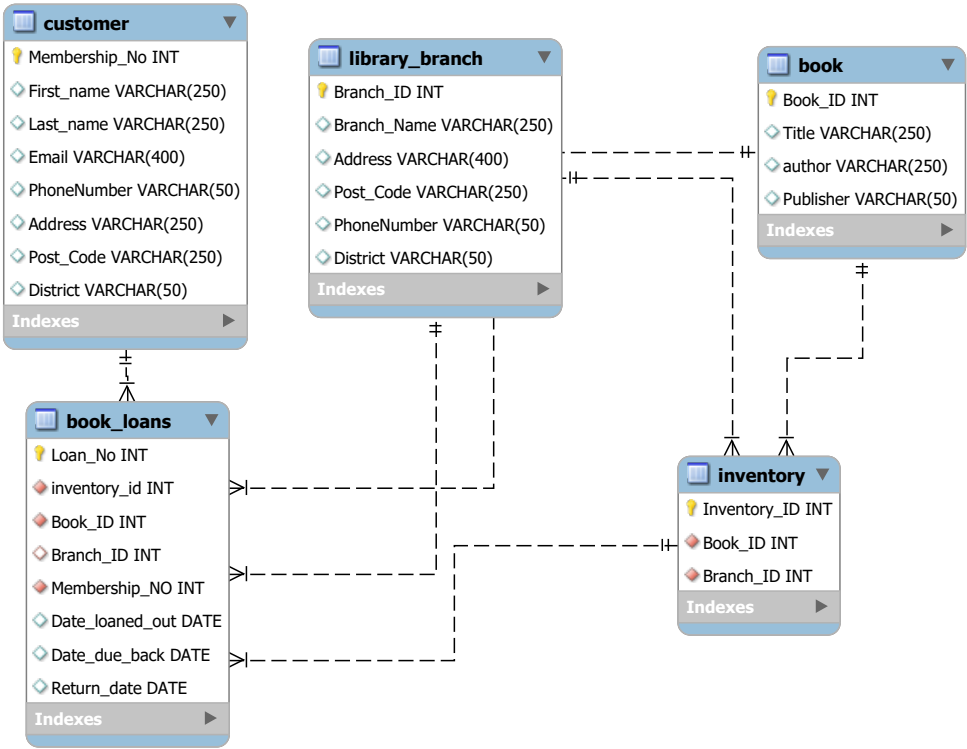 customer
Membership_No INT
First_name VARCHAR(250)
Last_name VARCHAR(250)
Email VARCHAR(400)
PhoneNumber VARCHAR(50)
Address VARCHAR(250)
Post_Code VARCHAR(250)
District VARCHAR(50)
Indexes
library_branch
Branch_ID INT
Branch_Name VARCHAR(250)
Address VARCHAR(400)
Post_Code VARCHAR(250)
PhoneNumber VARCHAR(50)
District VARCHAR(50)
Indexes
book
Book_ID INT
Title VARCHAR(250)
author VARCHAR(250)
Publisher VARCHAR(50)
Indexes
book_loans
Loan_No INT
inventory_id INT
Book_ID INT
Branch_ID INT
Membership_NO INT
Date_loaned_out DATE
Date_due_back DATE
Return_date DATE
Indexes
inventory
Inventory_ID INT
Book_ID INT
Branch_ID INT
Indexes